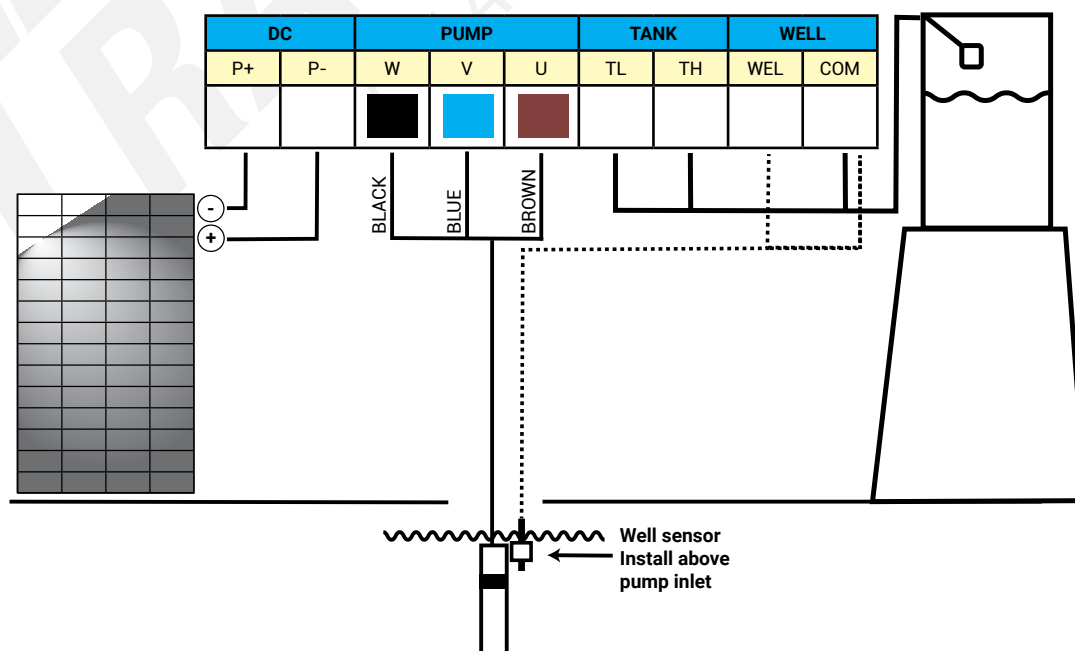 DC PUMP TANK WELL
P+ P- W V U TL TH WEL COM
BLACK
BLUE
BROWN
-
+
Well sensor
Install above
pump inlet